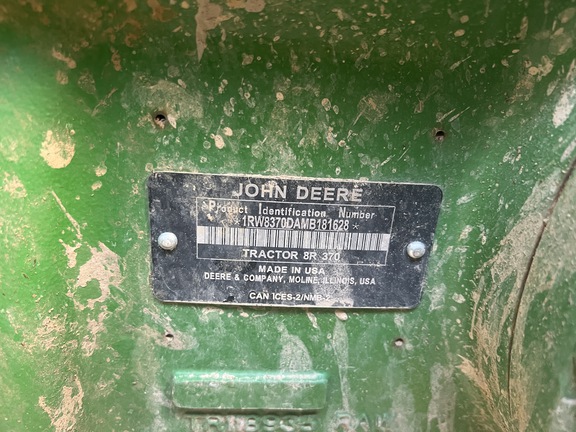 JOHN DEERE
Product Identification Number
*1RW8370DAMB181628*
TRACTOR 8R 370
MADE IN USA
DEERE & COMPANY, MOLINE, ILLINOIS, USA
CAN ICES-2/NMB-2